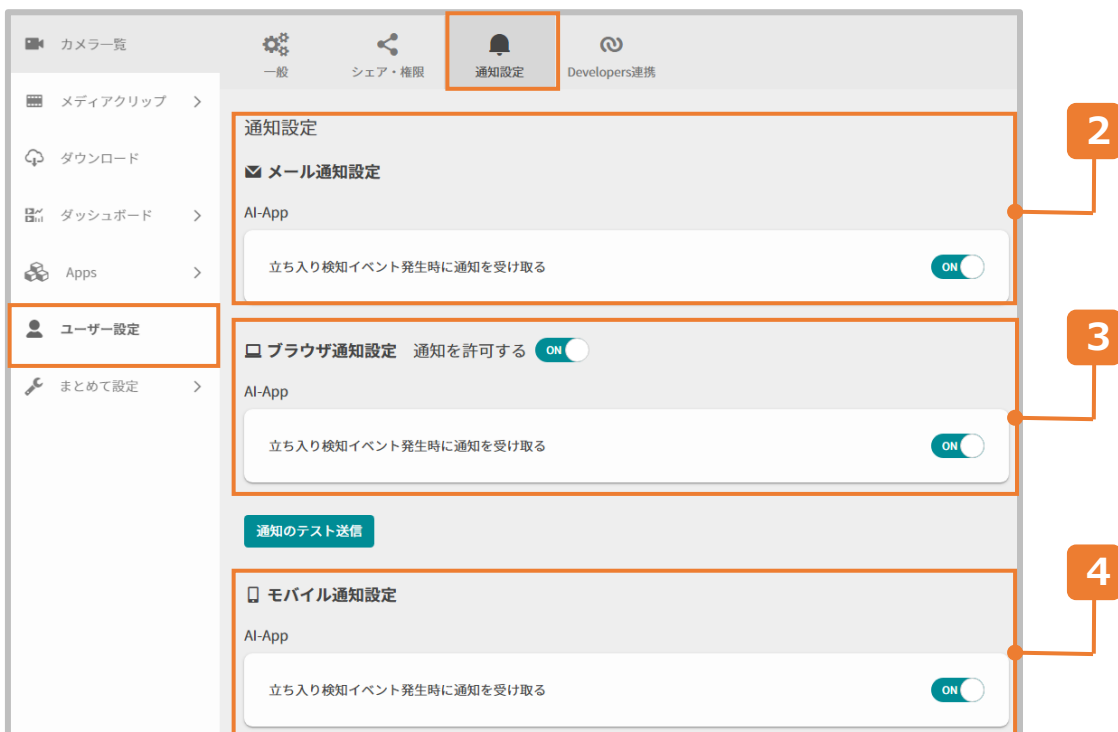 カメラ一覧
メディアクリップ
ダウンロード
ダッシュボード
Apps
ユーザー設定
まとめて設定
一般
シェア・権限
通知設定
Developers連携
通知設定
メール通知設定
AI-App
立ち入り検知イベント発生時に通知を受け取る
ON
2
ブラウザ通知設定 通知を許可する ON
AI-App
立ち入り検知イベント発生時に通知を受け取る
ON
3
通知のテスト送信
モバイル通知設定
AI-App
立ち入り検知イベント発生時に通知を受け取る
ON
4